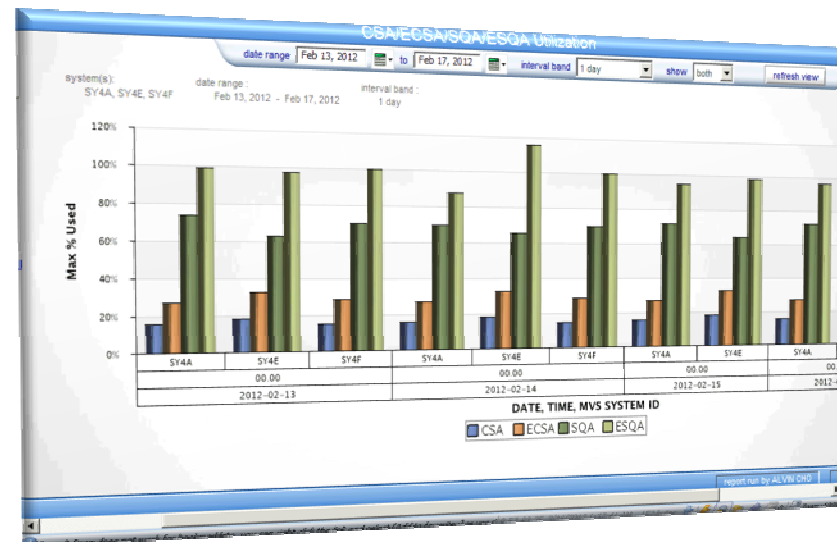 CSA/ECSA/SQA/ESQA Utilization
date range Feb 13, 2012 to Feb 17, 2012 interval band 1 day show both refresh view
system(s): date range : interval band :
SY4A, SY4E, SY4F Feb 13, 2012 - Feb 17, 2012 1 day
120%
100%
80%
60%
40%
20%
0%
Max % Used
SY4A SY4E SY4F SY4A SY4E SY4F SY4A SY4E SY4A
00.00 00.00 00.00
2012-02-13 2012-02-14 2012-02-15 2012-
DATE, TIME, MVS SYSTEM ID
CSA ECSA SQA ESQA
report run by ALVIN CHO